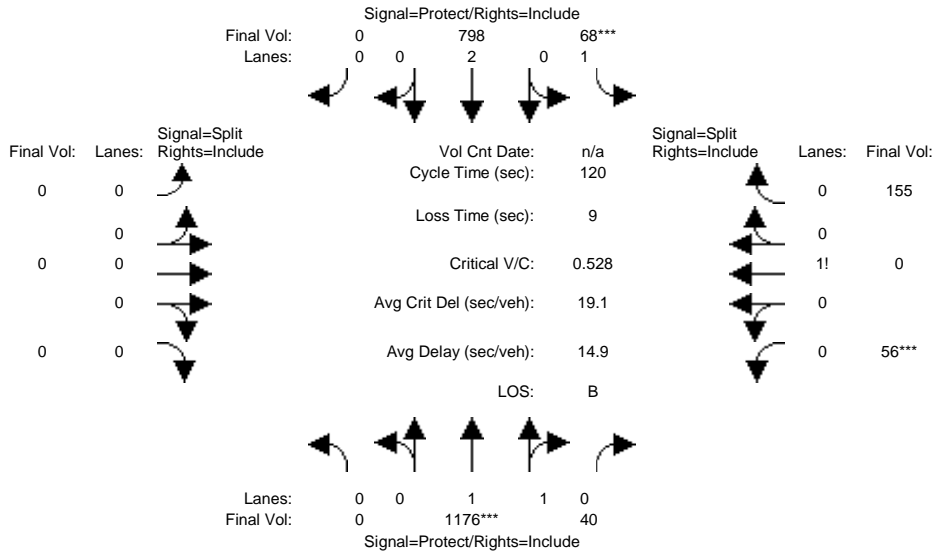 Signal=Protect/Rights=Include
Final Vol: 0 798 68***
Lanes: 0 0 2 0 1
Signal=Split
Final Vol: Lanes: Rights=Include
Vol Cnt Date: n/a
Signal=Split
Rights=Include Lanes: Final Vol:
Cycle Time (sec): 120
0 0
0 155
Loss Time (sec): 9
0
0
0 0
Critical V/C: 0.528
1! 0
0
Avg Crit Del (sec/veh): 19.1
0
0 0
Avg Delay (sec/veh): 14.9
0 56***
LOS: B
Lanes: 0 0 1 1 0
Final Vol: 0 1176*** 40
Signal=Protect/Rights=Include